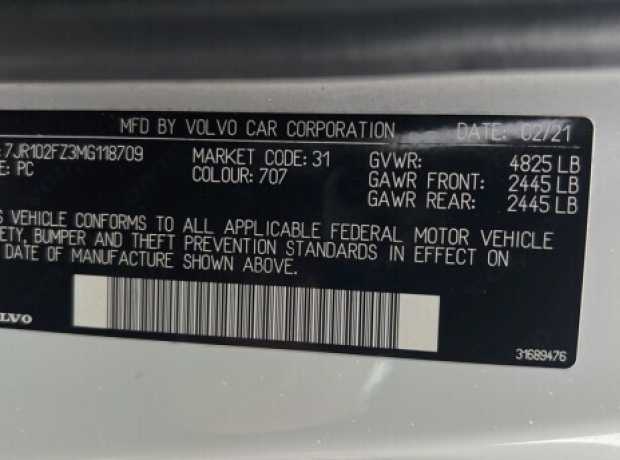 MFD BY VOLVO CAR CORPORATION DATE: 02/21
:7JR102FZ3MG118709 MARKET CODE: 31 GVWR: 4825 LB
E: PC COLOUR: 707 GAWR FRONT: 2445 LB
GAWR REAR: 2445 LB
S VEHICLE CONFORMS TO ALL APPLICABLE FEDERAL MOTOR VEHICLE
ETY, BUMPER AND THEFT PREVENTION STANDARDS IN EFFECT ON
DATE OF MANUFACTURE SHOWN ABOVE.
OLVO
31689476